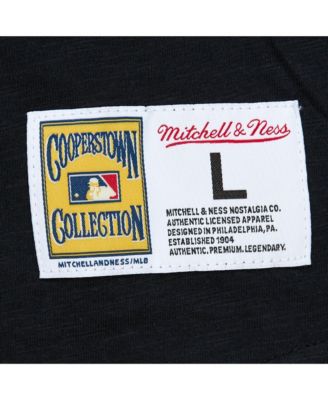 COOPERSTOWN
COLLECTION
MITCHELLANDNESS/MLB
Mitchell & Ness
L
MITCHELL & NESS NOSTALGIA CO.
AUTHENTIC LICENSED APPAREL
DESIGNED IN PHILADELPHIA, PA.
ESTABLISHED 1904
AUTHENTIC. PREMIUM. LEGENDARY.